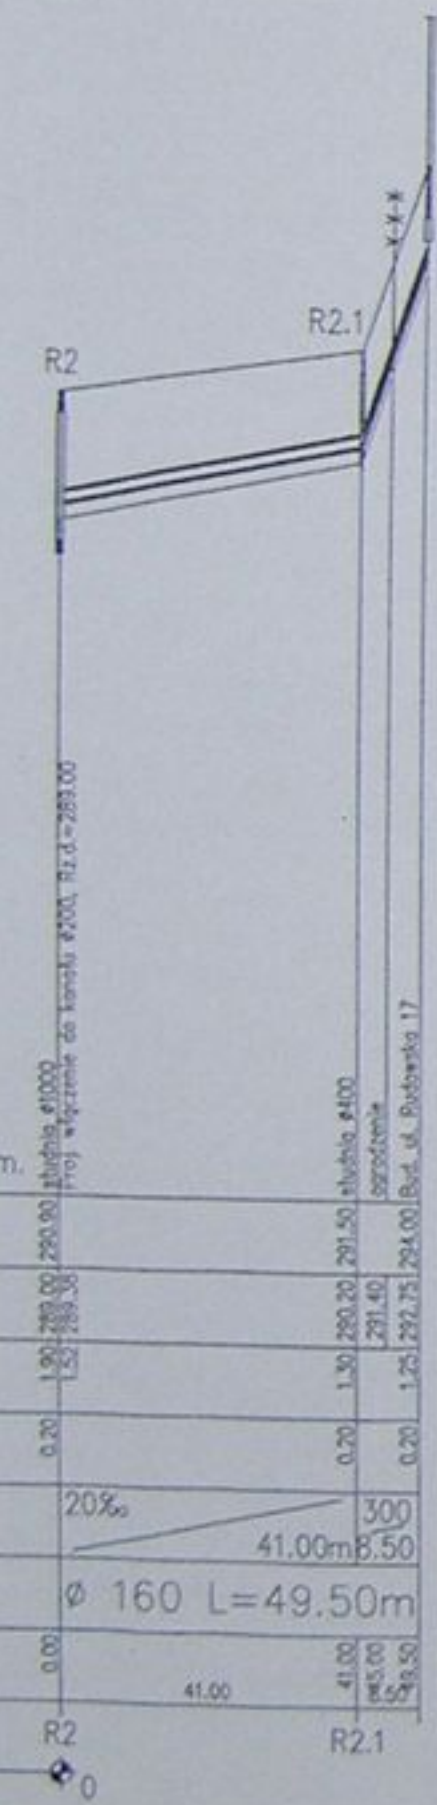 R2
R2.1
studnia ø1000
Proj. włączenie do kanału ø200, Rz.d.=289.00
studnia ø400
ogrodzenie
Bud. ul. Rudowska 17
m.
290.90
291.50
294.00
289.00
289.38
290.20
291.40
292.75
1.90
1.52
1.30
1.25
0.20
0.20
0.20
20‰
300
41.00m
8.50
ø 160 L=49.50m
0.00
41.00
45.00
49.50
41.00
8.50
R2
R2.1
0